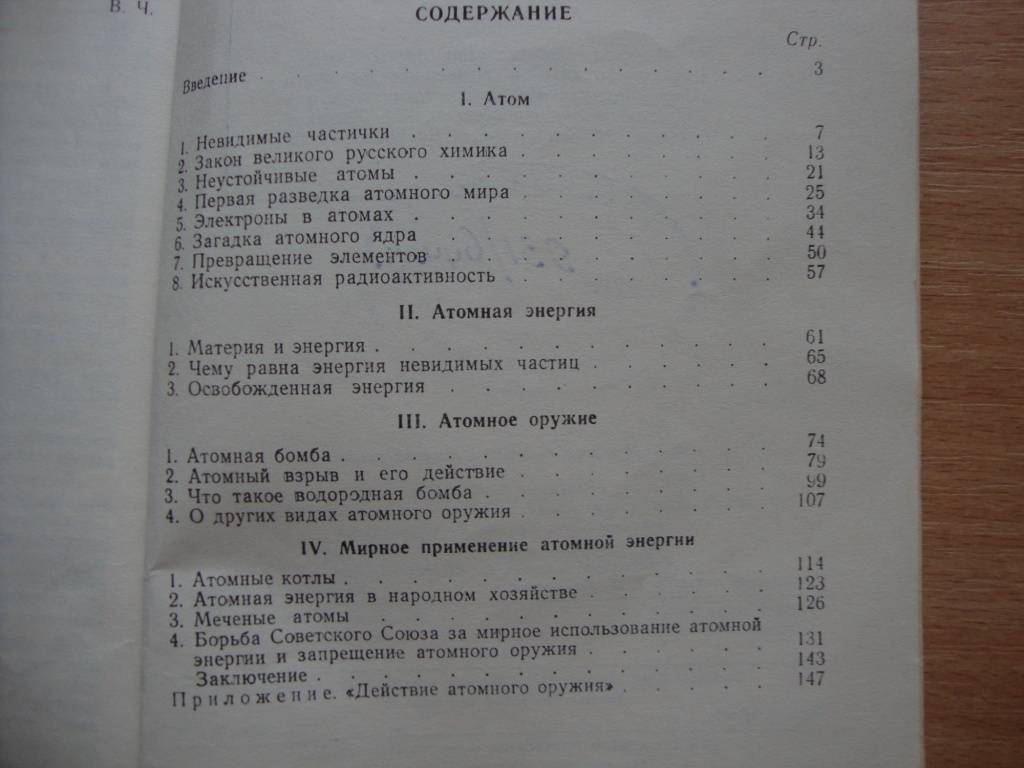 В. Ч.
СОДЕРЖАНИЕ
Стр.
Введение . . . . . . . . . . . . . . 3
I. Атом
1. Невидимые частички . . . . . . . . . . 7
2. Закон великого русского химика . . . . . . . 13
3. Неустойчивые атомы . . . . . . . . . . 21
4. Первая разведка атомного мира . . . . . . . 25
5. Электроны в атомах . . . . . . . . . . 34
6. Загадка атомного ядра . . . . . . . . . 44
7. Превращение элементов . . . . . . . . . 50
8. Искусственная радиоактивность . . . . . . . 57
II. Атомная энергия
1. Материя и энергия . . . . . . . . . . . 61
2. Чему равна энергия невидимых частиц . . . . . 65
3. Освобожденная энергия . . . . . . . . . 68
III. Атомное оружие
1. Атомная бомба . . . . . . . . . . . . 74
2. Атомный взрыв и его действие . . . . . . . 79
3. Что такое водородная бомба . . . . . . . . 99
4. О других видах атомного оружия . . . . . . . 107
IV. Мирное применение атомной энергии
1. Атомные котлы . . . . . . . . . . . . 114
2. Атомная энергия в народном хозяйстве . . . . . 123
3. Меченые атомы . . . . . . . . . . . 126
4. Борьба Советского Союза за мирное использование атомной
энергии и запрещение атомного оружия . . . . . 131
Заключение . . . . . . . . . . . . . 143
Приложение. «Действие атомного оружия» . . . . 147